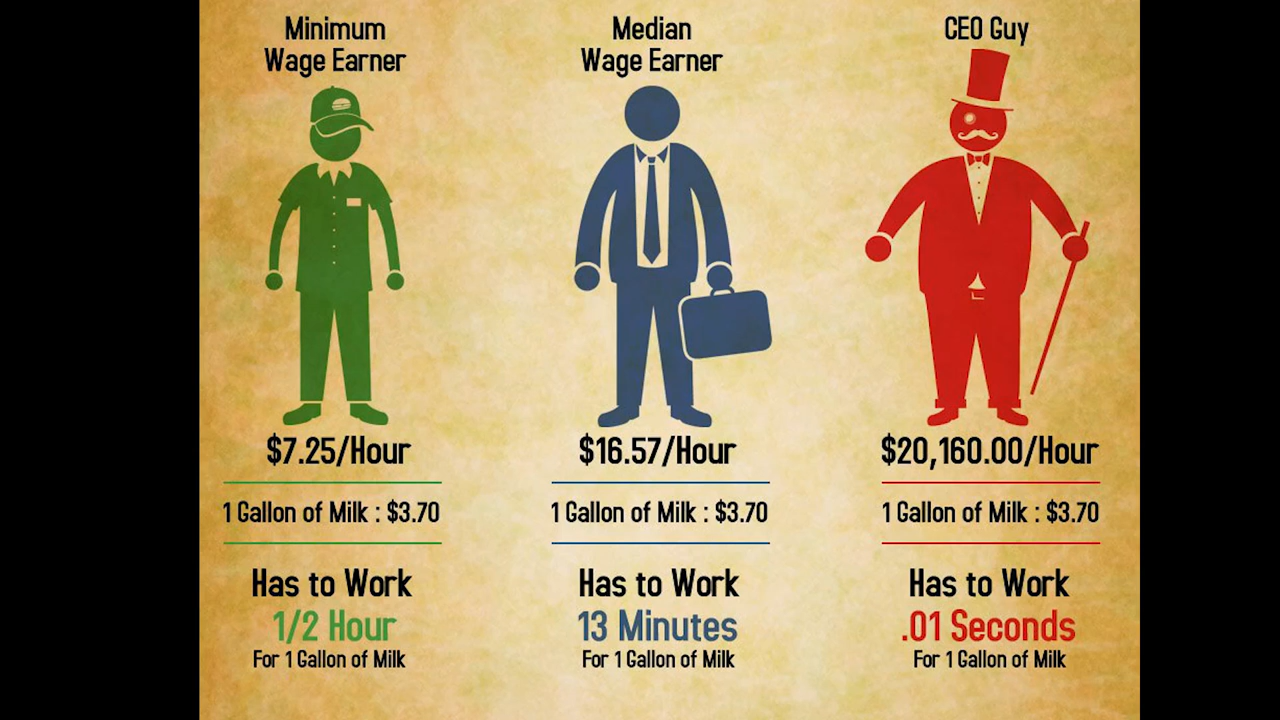 Minimum
Wage Earner
$7.25/Hour
1 Gallon of Milk : $3.70
Has to Work
1/2 Hour
For 1 Gallon of Milk
Median
Wage Earner
$16.57/Hour
1 Gallon of Milk : $3.70
Has to Work
13 Minutes
For 1 Gallon of Milk
CEO Guy
$20,160.00/Hour
1 Gallon of Milk : $3.70
Has to Work
.01 Seconds
For 1 Gallon of Milk